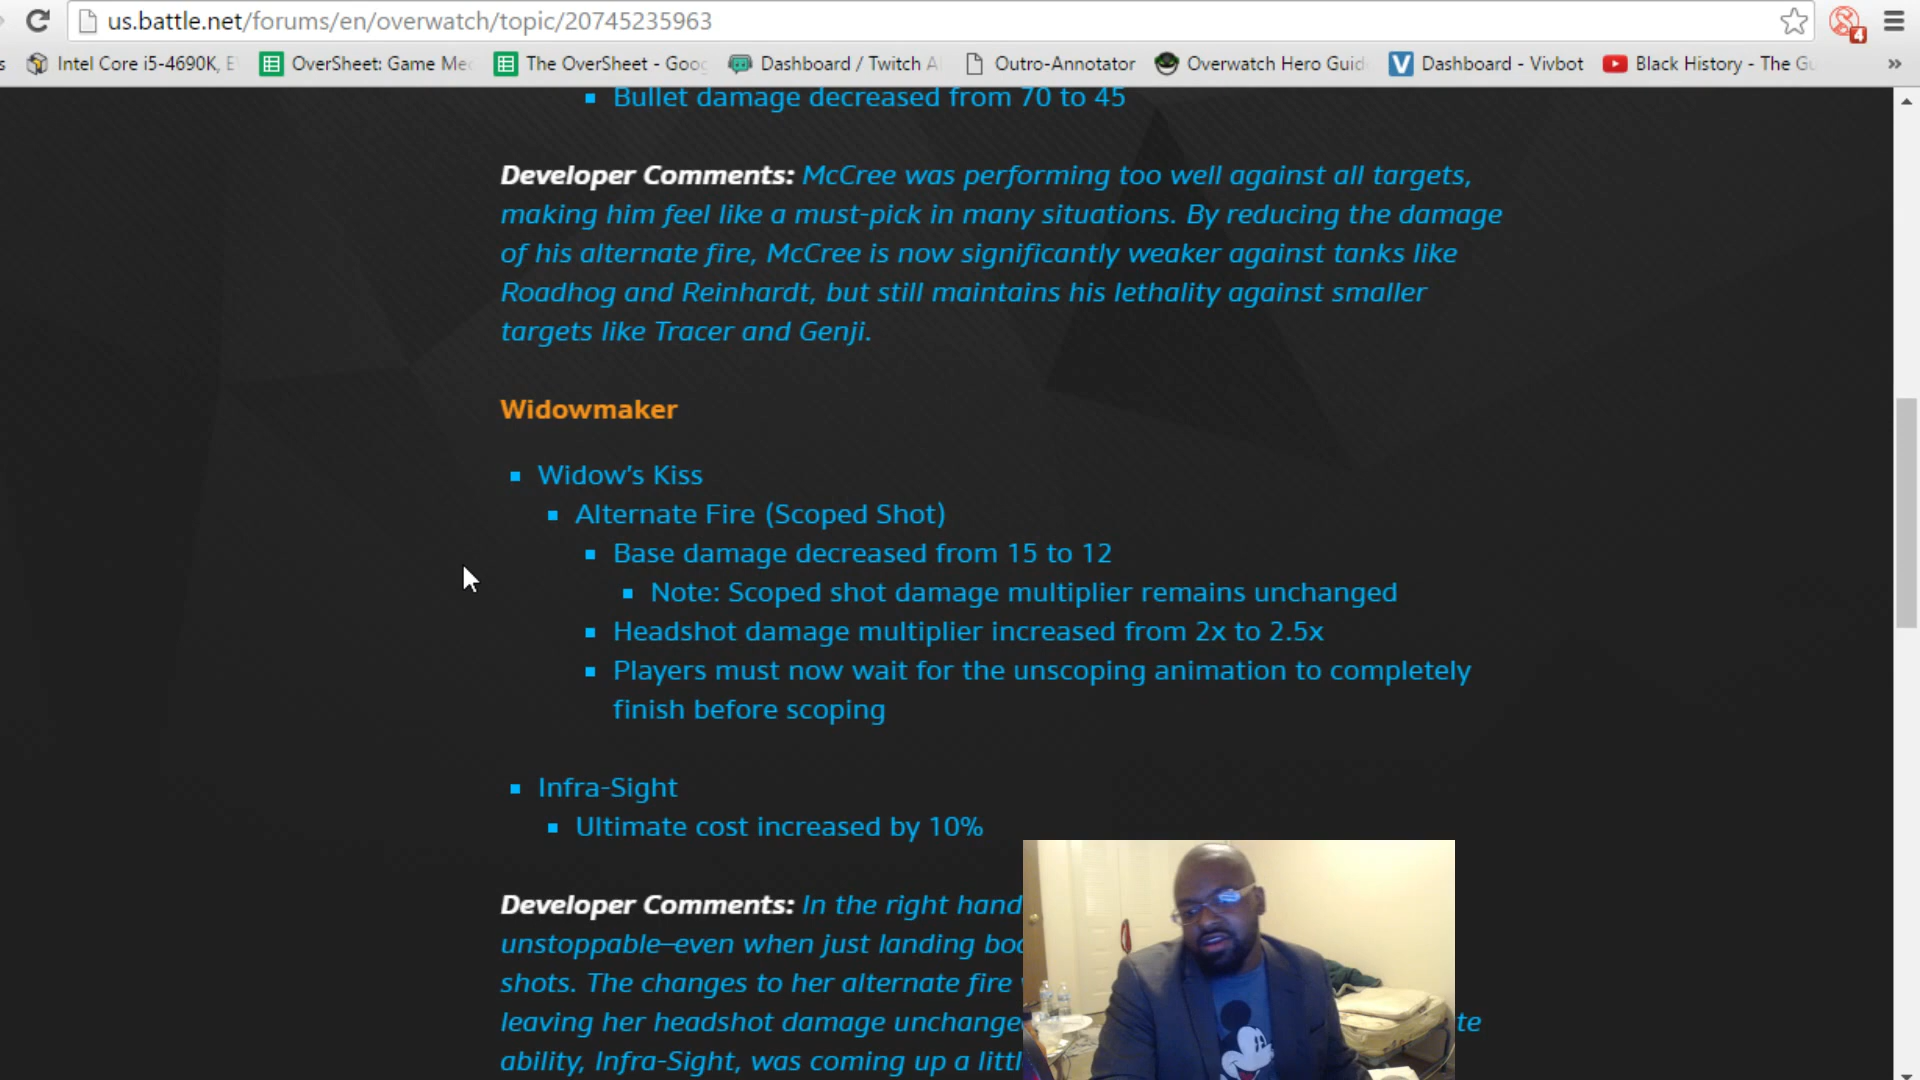 us.battle.net/forums/en/overwatch/topic/20745235963
s Intel Core i5-4690K, E OverSheet: Game Me The OverSheet - Goo Dashboard / Twitch A Outro-Annotator Overwatch Hero Guid V Dashboard - Vivbot Black History - The Gu »
4
Bullet damage decreased from 70 to 45
Developer Comments: McCree was performing too well against all targets,
making him feel like a must-pick in many situations. By reducing the damage
of his alternate fire, McCree is now significantly weaker against tanks like
Roadhog and Reinhardt, but still maintains his lethality against smaller
targets like Tracer and Genji.
Widowmaker
Widow's Kiss
Alternate Fire (Scoped Shot)
Base damage decreased from 15 to 12
Note: Scoped shot damage multiplier remains unchanged
Headshot damage multiplier increased from 2x to 2.5x
Players must now wait for the unscoping animation to completely
finish before scoping
Infra-Sight
Ultimate cost increased by 10%
Developer Comments: In the right hand
unstoppable—even when just landing bo
shots. The changes to her alternate fire
leaving her headshot damage unchange te
ability, Infra-Sight, was coming up a littl